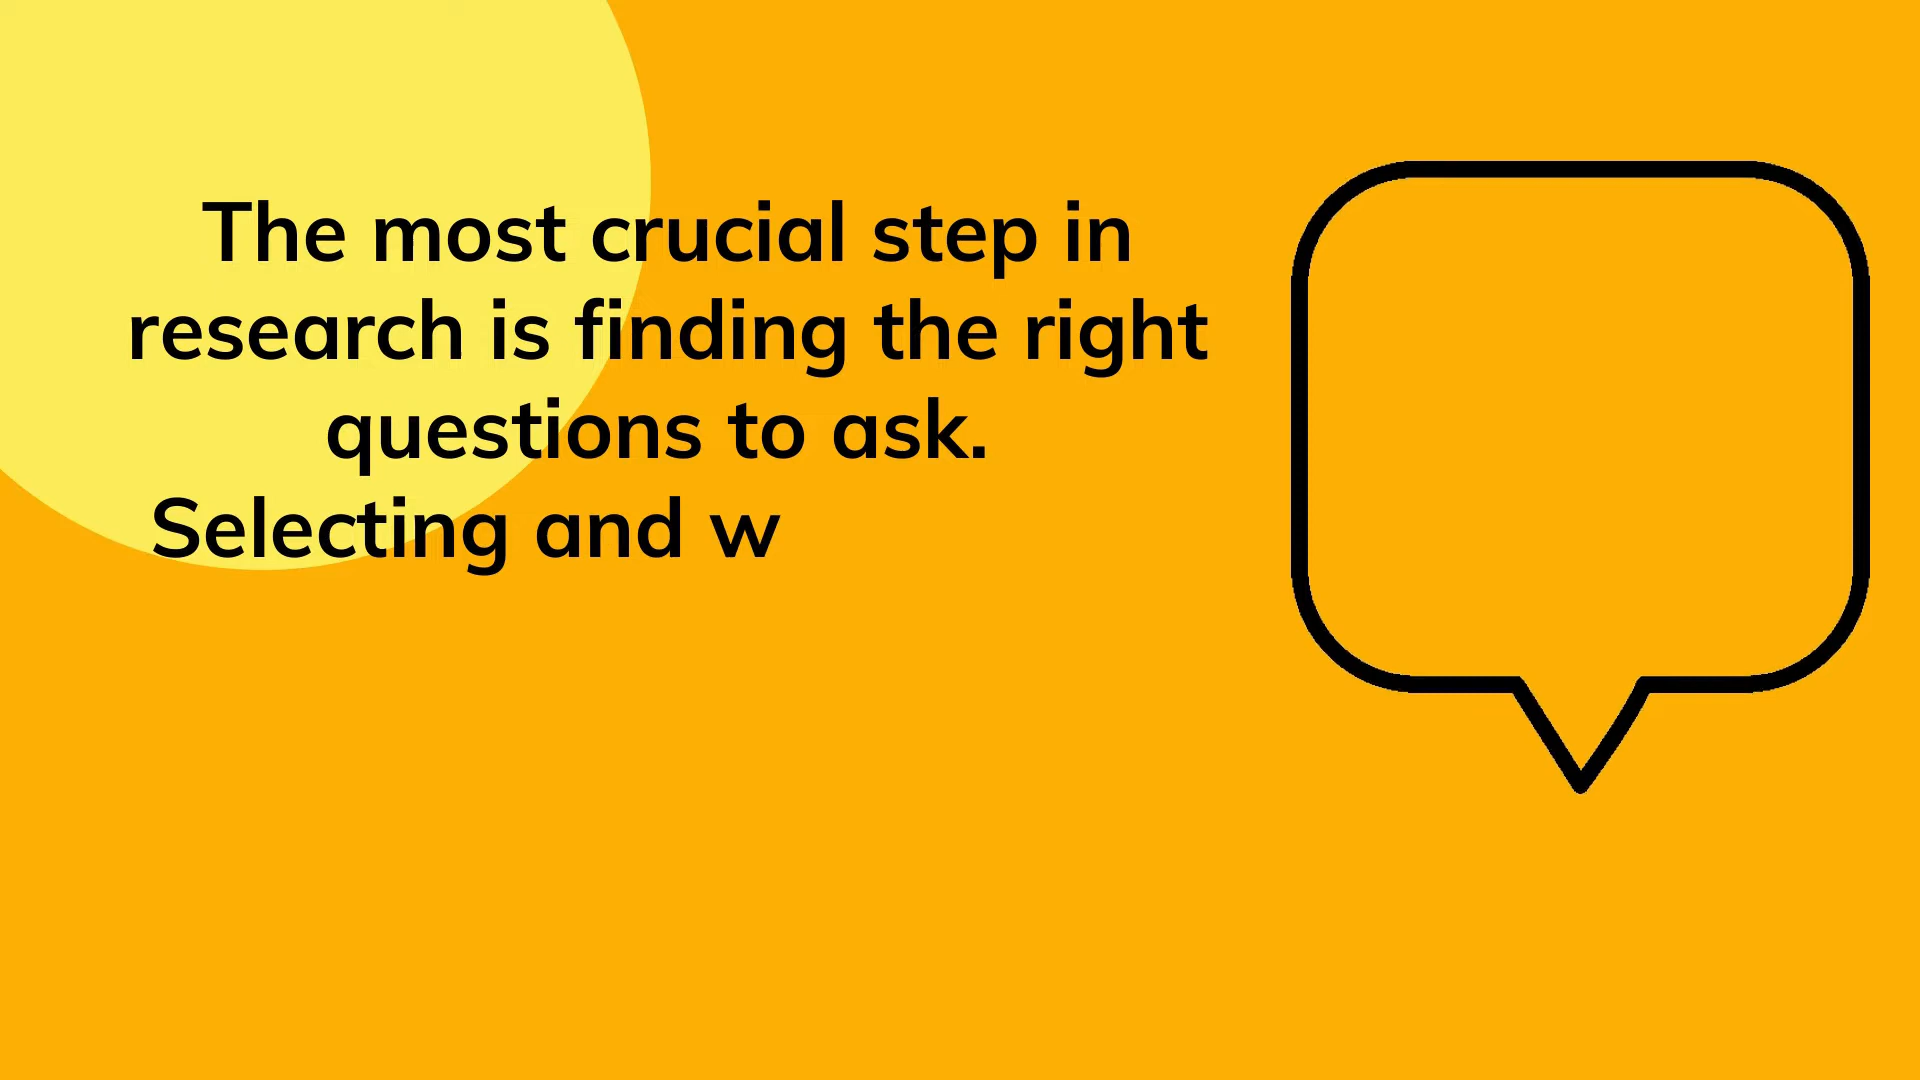 The most crucial step in
research is finding the right
questions to ask.
Selecting and w